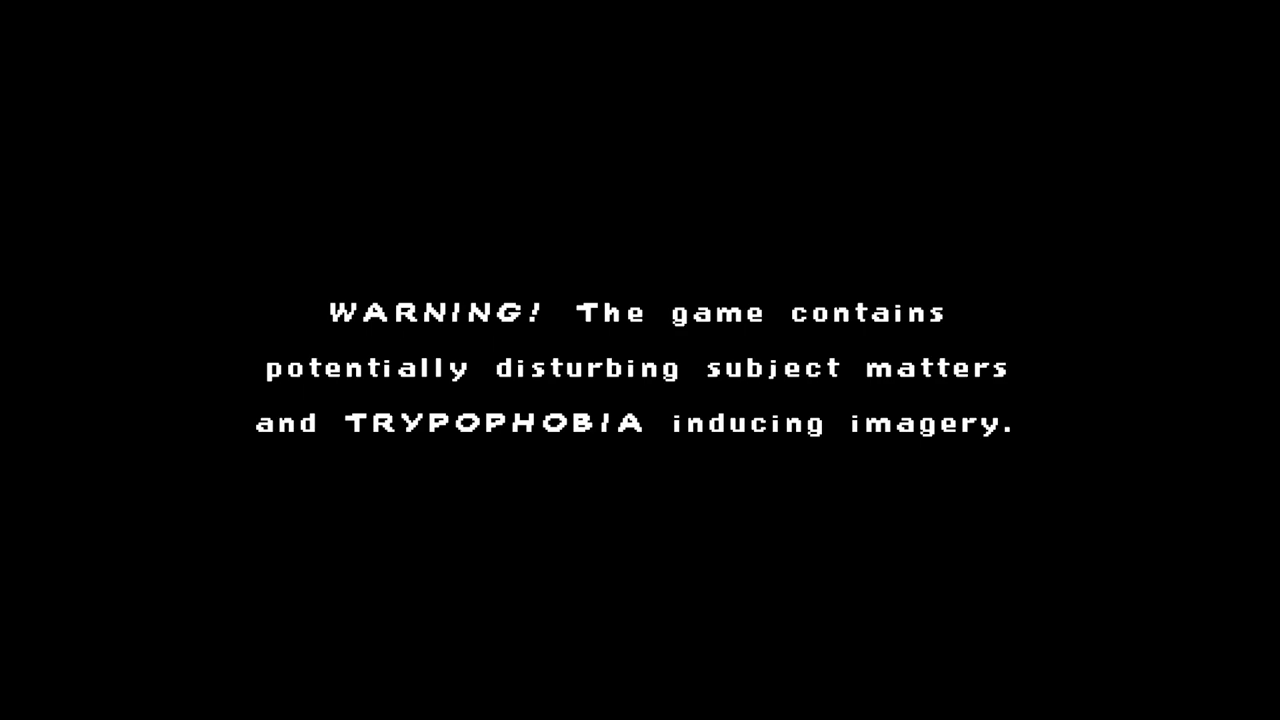 WARNING! The game contains
potentially disturbing subject matters
and TRYPOPHOBIA inducing imagery.